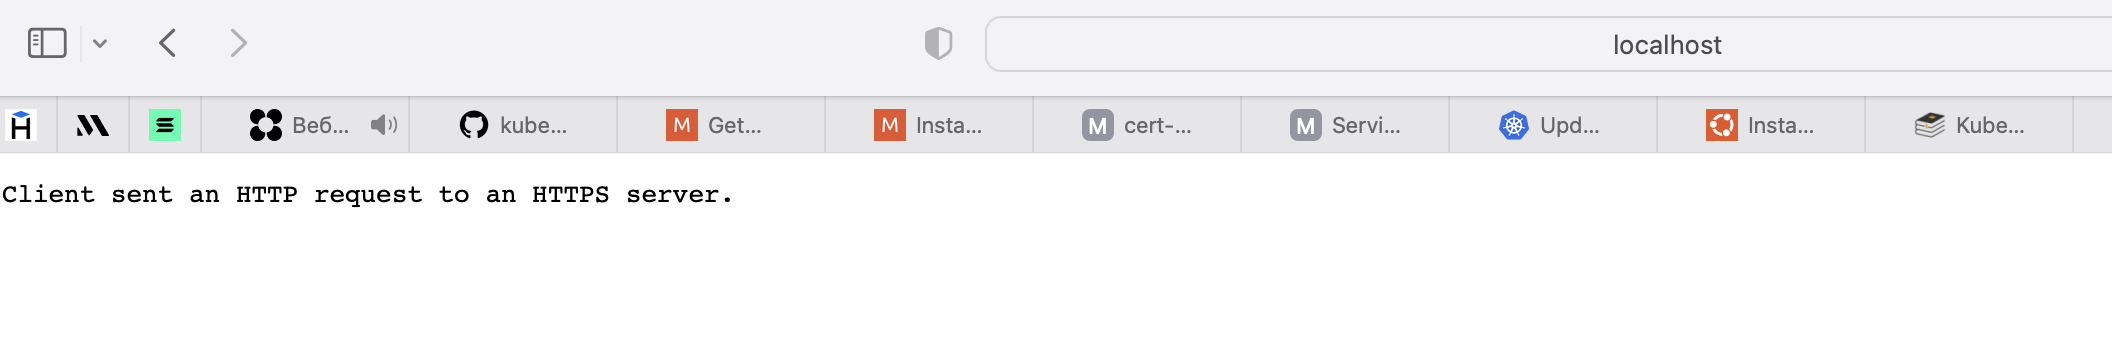 localhost
H Веб... kube... M Get... M Insta... M cert-... M Servi... Upd... Insta... Kube...
Client sent an HTTP request to an HTTPS server.